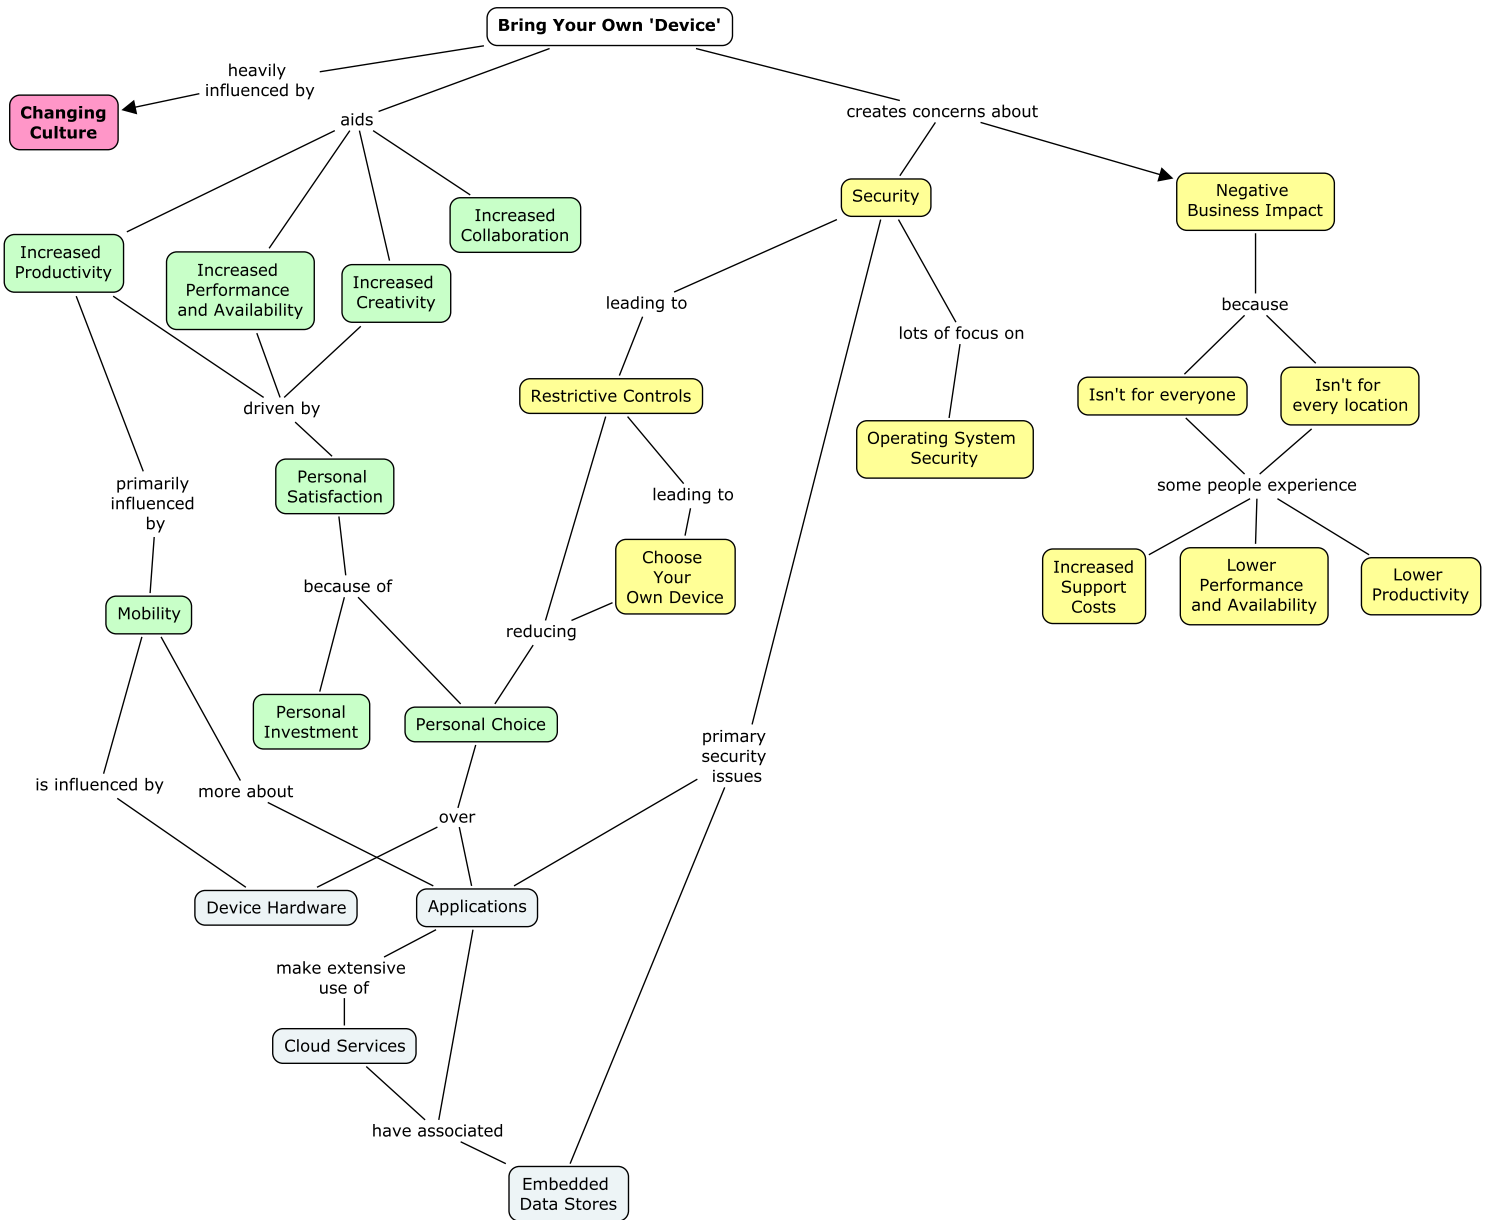 Bring Your Own 'Device'
heavily
influenced by
Changing
Culture
aids
creates concerns about
Security
Negative
Business Impact
Increased
Collaboration
Increased
Productivity
Increased
Performance
and Availability
Increased
Creativity
leading to
lots of focus on
because
driven by
Restrictive Controls
Isn't for everyone
Isn't for
every location
Operating System
Security
primarily
influenced
by
Personal
Satisfaction
leading to
some people experience
because of
Choose
Your
Own Device
Increased
Support
Costs
Lower
Performance
and Availability
Lower
Productivity
Mobility
reducing
Personal
Investment
Personal Choice
primary
security
issues
is influenced by
more about
over
Device Hardware
Applications
make extensive
use of
Cloud Services
have associated
Embedded
Data Stores